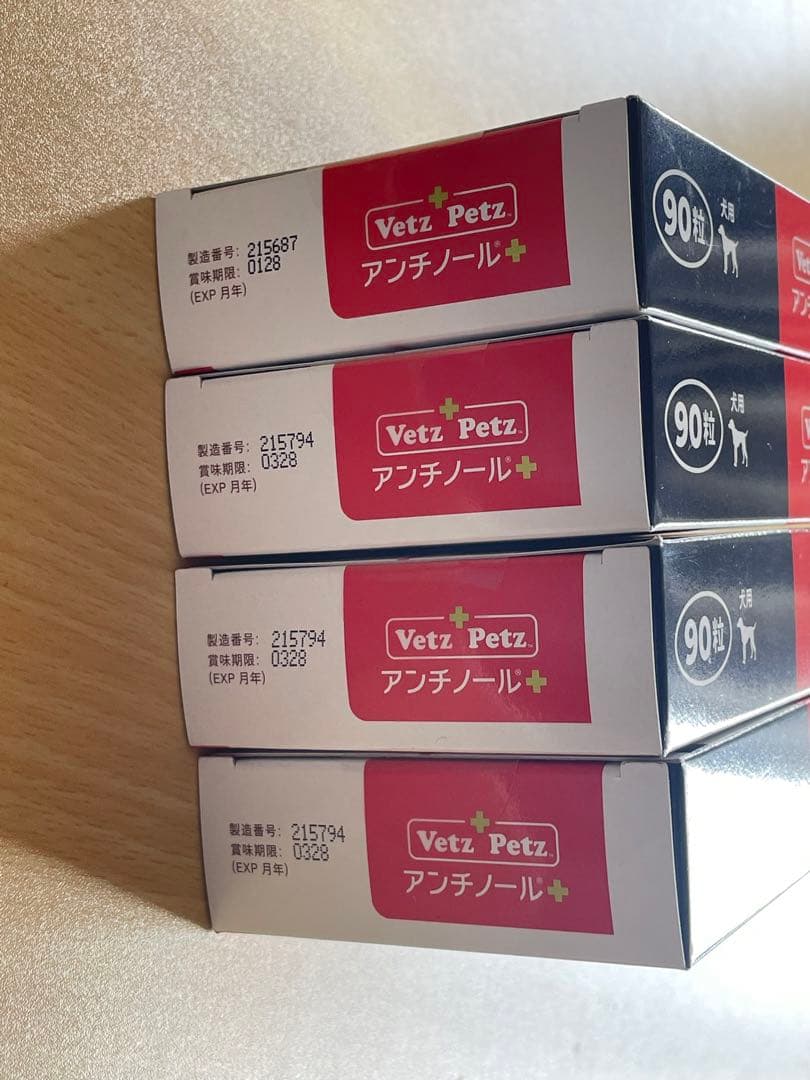 製造番号: 215687
賞味期限: 0128
(EXP 月年)
Vetz Petz™
アンチノール®
90粒
犬用
製造番号: 215794
賞味期限: 0328
(EXP 月年)
Vetz Petz™
アンチノール®
90粒
犬用
製造番号: 215794
賞味期限: 0328
(EXP 月年)
Vetz Petz™
アンチノール®
90粒
犬用
製造番号: 215794
賞味期限: 0328
(EXP 月年)
Vetz Petz™
アンチノール®